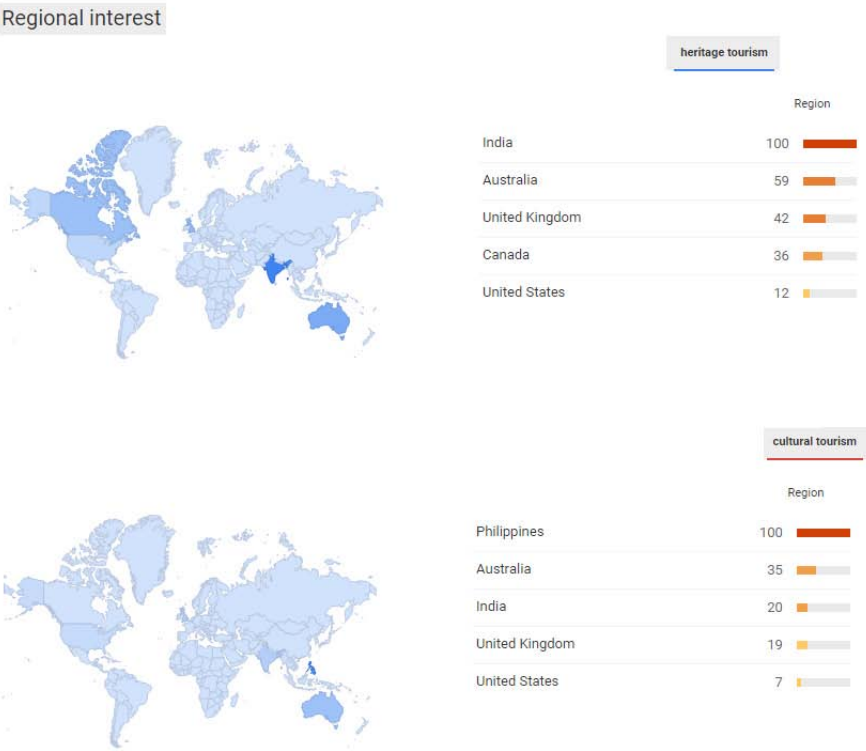 Regional interest
heritage tourism
Region
India 100
Australia 59
United Kingdom 42
Canada 36
United States 12
cultural tourism
Region
Philippines 100
Australia 35
India 20
United Kingdom 19
United States 7